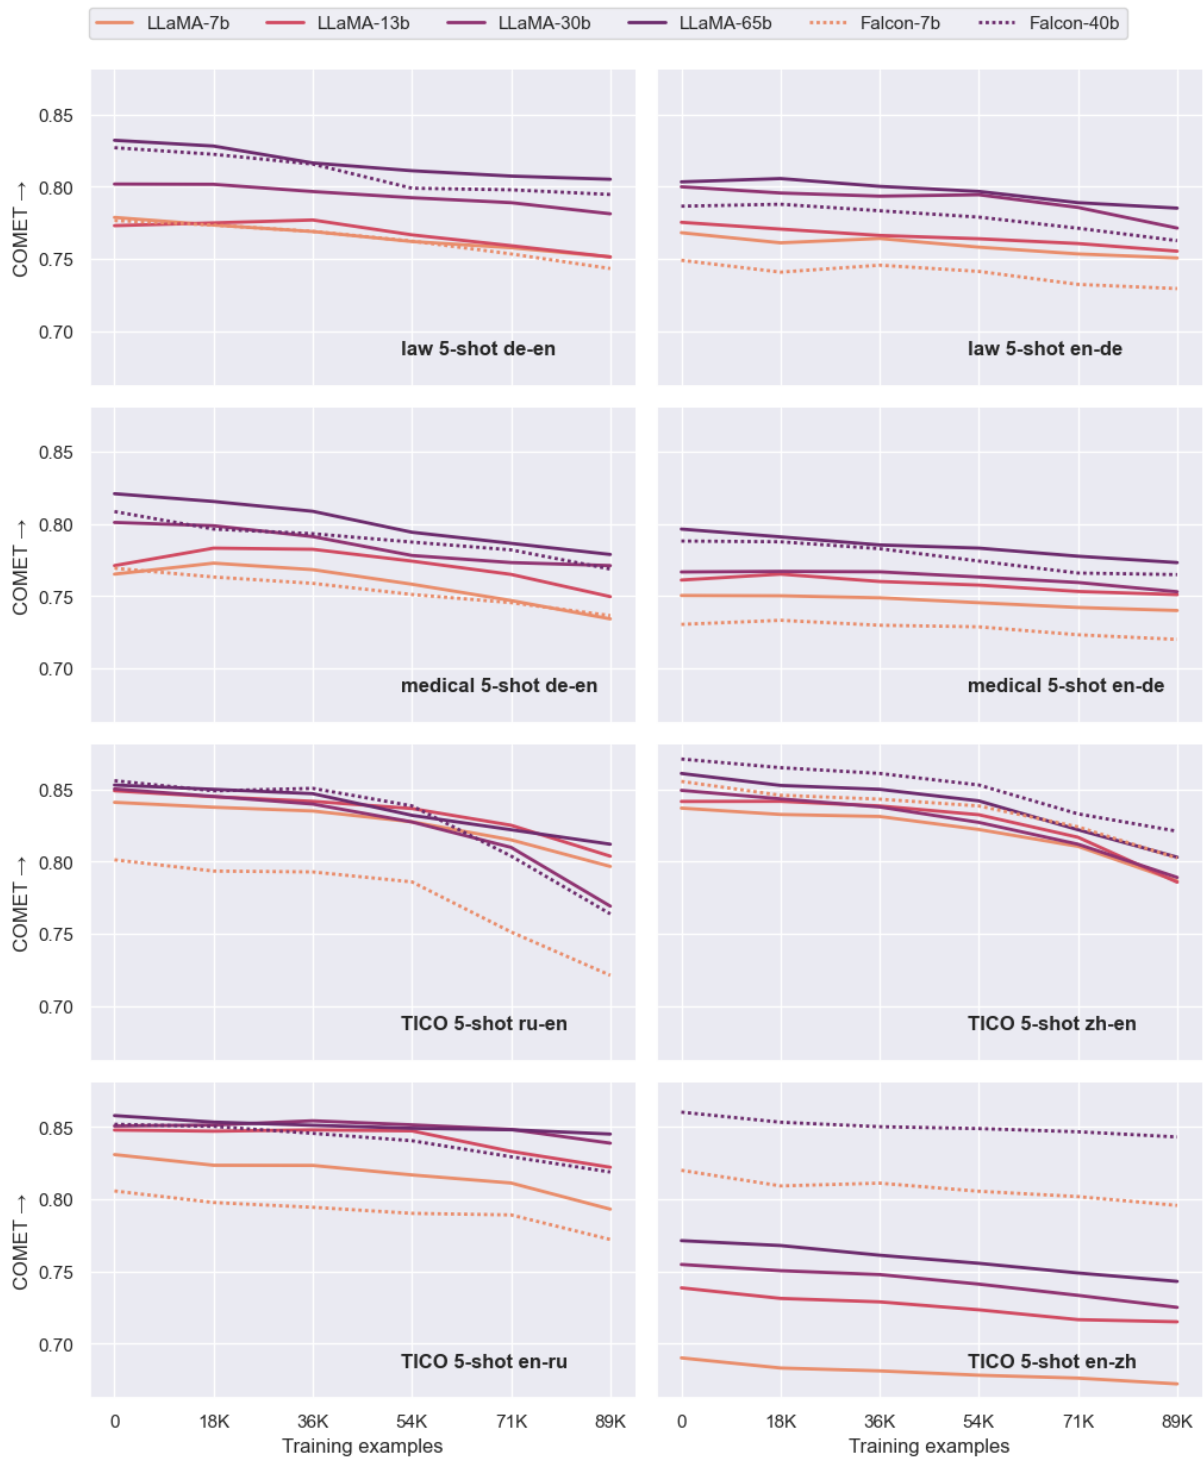 LLaMA-7b LLaMA-13b LLaMA-30b LLaMA-65b Falcon-7b Falcon-40b
0.85
0.80
0.75
0.70
COMET →
law 5-shot de-en
law 5-shot en-de
0.85
0.80
0.75
0.70
COMET →
medical 5-shot de-en
medical 5-shot en-de
0.85
0.80
0.75
0.70
COMET →
TICO 5-shot ru-en
TICO 5-shot zh-en
0.85
0.80
0.75
0.70
COMET →
TICO 5-shot en-ru
TICO 5-shot en-zh
0 18K 36K 54K 71K 89K
0 18K 36K 54K 71K 89K
Training examples
Training examples